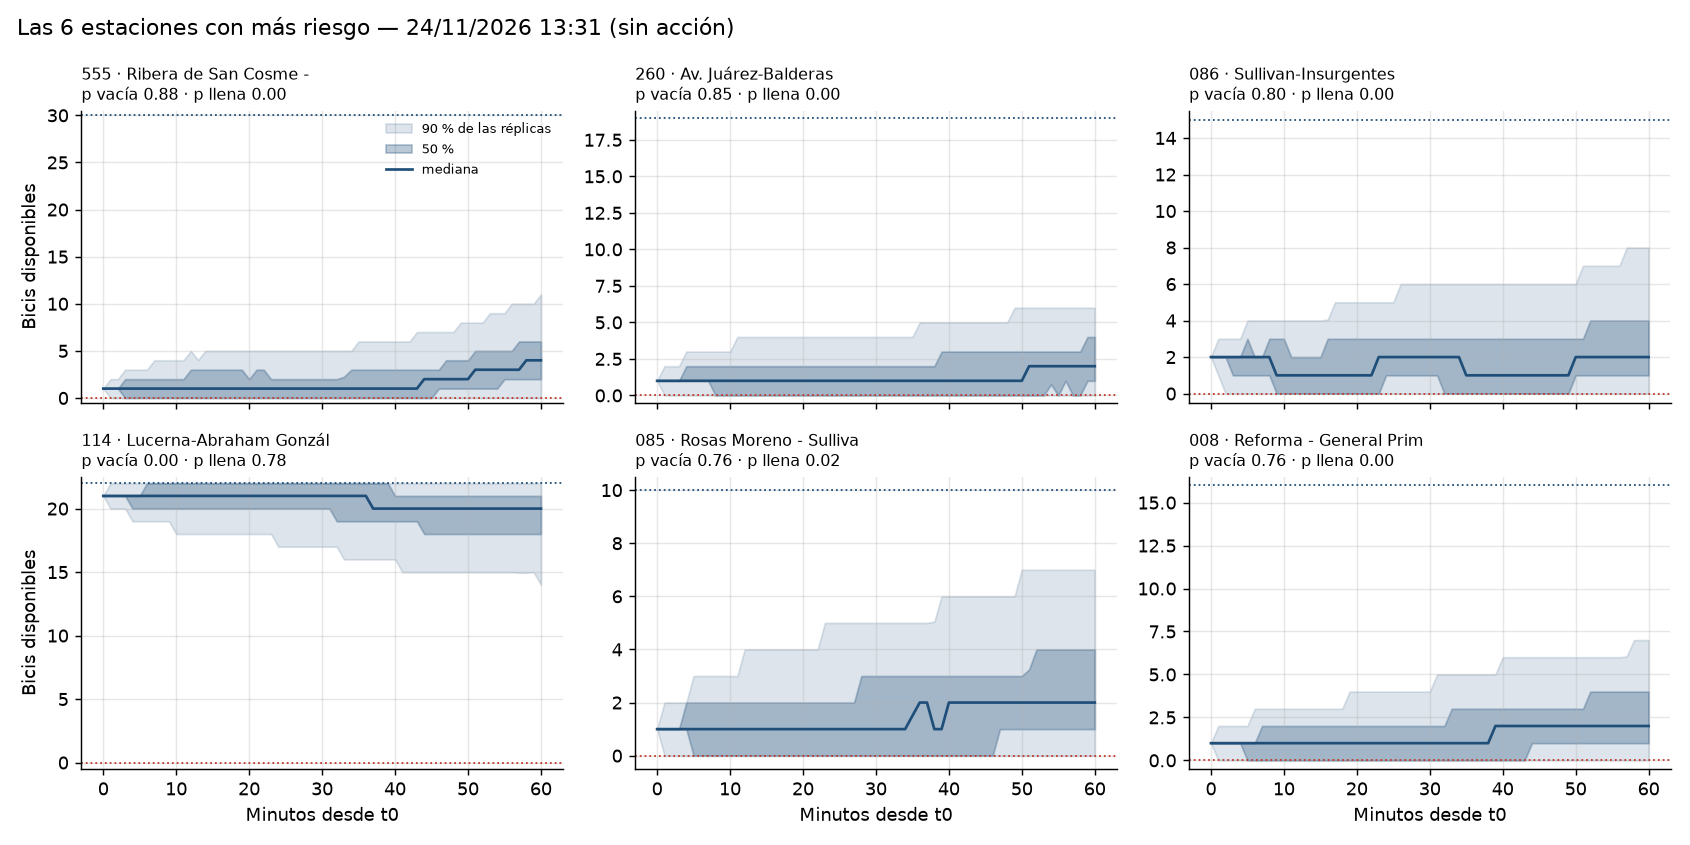 Las 6 estaciones con más riesgo — 24/11/2026 13:31 (sin acción)
555 · Ribera de San Cosme -
p vacía 0.88 · p llena 0.00
30
25
20
15
10
5
0
Bicis disponibles
90 % de las réplicas
50 %
mediana
260 · Av. Juárez-Balderas
p vacía 0.85 · p llena 0.00
17.5
15.0
12.5
10.0
7.5
5.0
2.5
0.0
086 · Sullivan-Insurgentes
p vacía 0.80 · p llena 0.00
14
12
10
8
6
4
2
0
114 · Lucerna-Abraham Gonzál
p vacía 0.00 · p llena 0.78
20
15
10
5
0
Bicis disponibles
0 10 20 30 40 50 60
Minutos desde t0
085 · Rosas Moreno - Sulliva
p vacía 0.76 · p llena 0.02
10
8
6
4
2
0
0 10 20 30 40 50 60
Minutos desde t0
008 · Reforma - General Prim
p vacía 0.76 · p llena 0.00
15.0
12.5
10.0
7.5
5.0
2.5
0.0
0 10 20 30 40 50 60
Minutos desde t0